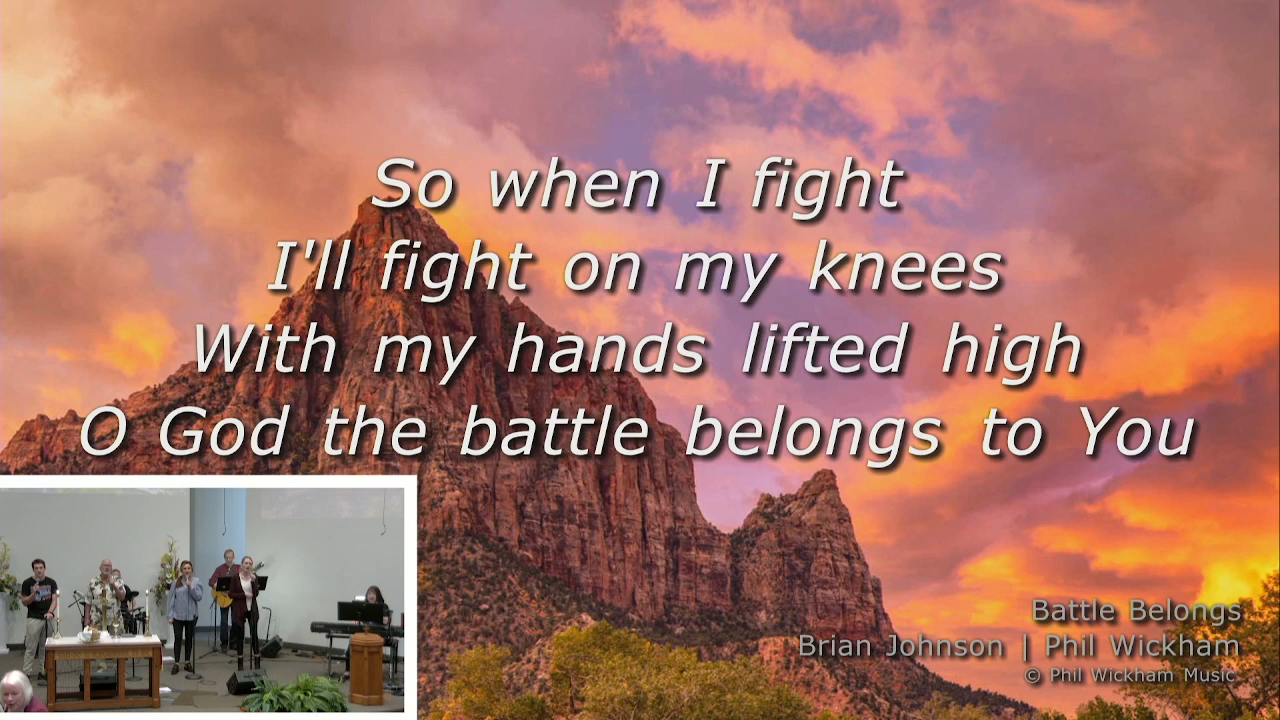 So when I fight
I'll fight on my knees
With my hands lifted high
O God the battle belongs to You
Battle Belongs
Brian Johnson | Phil Wickham
© Phil Wickham Music